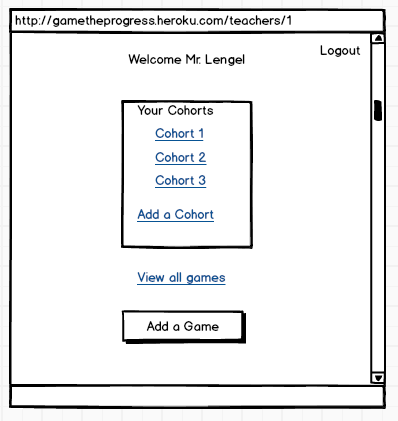 http://gametheprogress.heroku.com/teachers/1
Logout
Welcome Mr. Lengel
Your Cohorts
Cohort 1
Cohort 2
Cohort 3
Add a Cohort
View all games
Add a Game